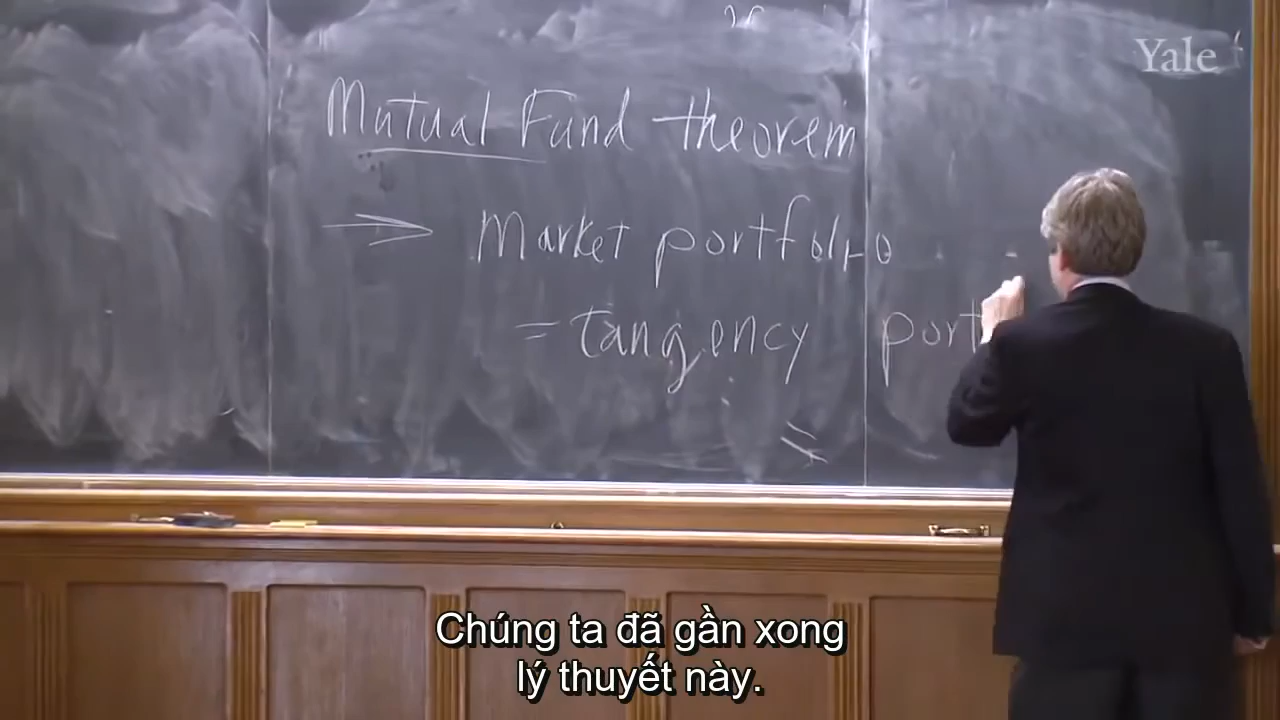 Yale
Mutual Fund theorem
Market portfolio
= tangency port
Chúng ta đã gần xong
lý thuyết này.